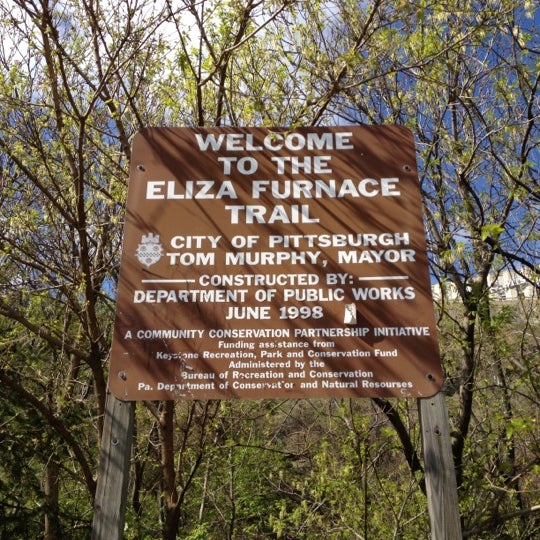 WELCOME
TO THE
ELIZA FURNACE
TRAIL
CITY OF PITTSBURGH
TOM MURPHY, MAYOR
CONSTRUCTED BY:
DEPARTMENT OF PUBLIC WORKS
JUNE 1998
A COMMUNITY CONSERVATION PARTNERSHIP INITIATIVE
Funding assistance from
Keystone Recreation, Park and Conservation Fund
Administered by the
Bureau of Recreation and Conservation
Pa. Department of Conservation and Natural Resourses